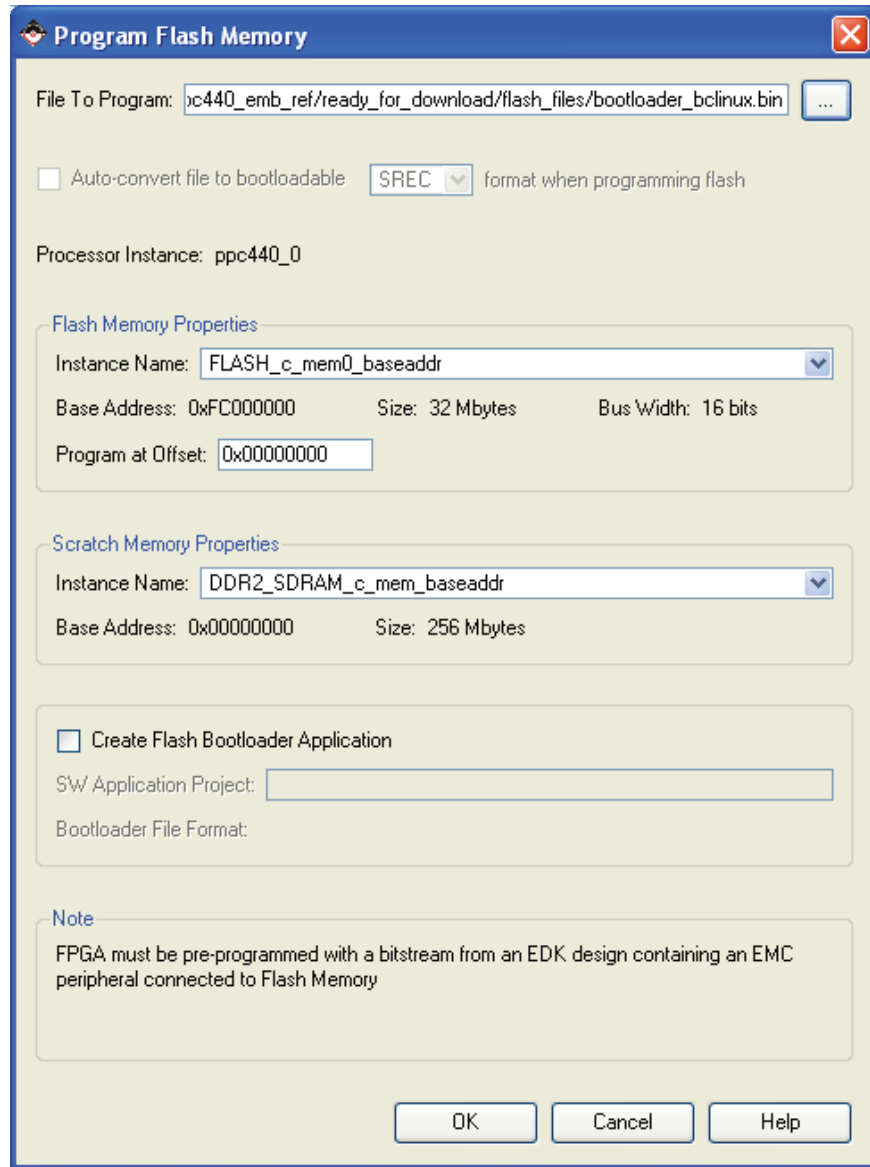 Program Flash Memory
File To Program: pc440_emb_ref/ready_for_download/flash_files/bootloader_bclinux.bin ...
Auto-convert file to bootloadable SREC format when programming flash
Processor Instance: ppc440_0
Flash Memory Properties
Instance Name: FLASH_c_mem0_baseaddr
Base Address: 0xFC000000 Size: 32 Mbytes Bus Width: 16 bits
Program at Offset: 0x00000000
Scratch Memory Properties
Instance Name: DDR2_SDRAM_c_mem_baseaddr
Base Address: 0x00000000 Size: 256 Mbytes
Create Flash Bootloader Application
SW Application Project:
Bootloader File Format:
Note
FPGA must be pre-programmed with a bitstream from an EDK design containing an EMC
peripheral connected to Flash Memory
OK Cancel Help